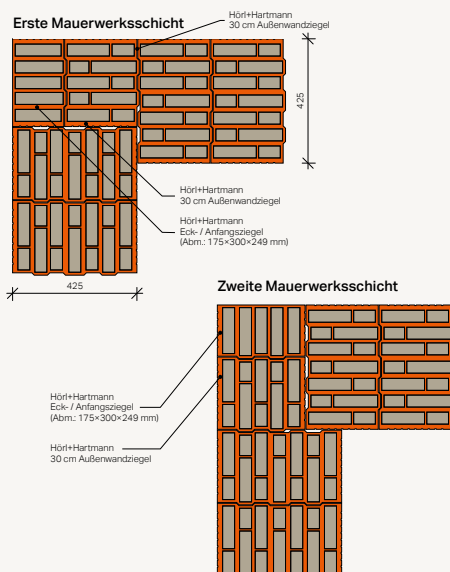 Erste Mauerwerksschicht
Hörl+Hartmann
30 cm Außenwandziegel
425
Hörl+Hartmann
30 cm Außenwandziegel
Hörl+Hartmann
Eck- / Anfangsziegel
(Abm.: 175×300×249 mm)
425
Zweite Mauerwerksschicht
Hörl+Hartmann
Eck- / Anfangsziegel
(Abm.: 175×300×249 mm)
Hörl+Hartmann
30 cm Außenwandziegel